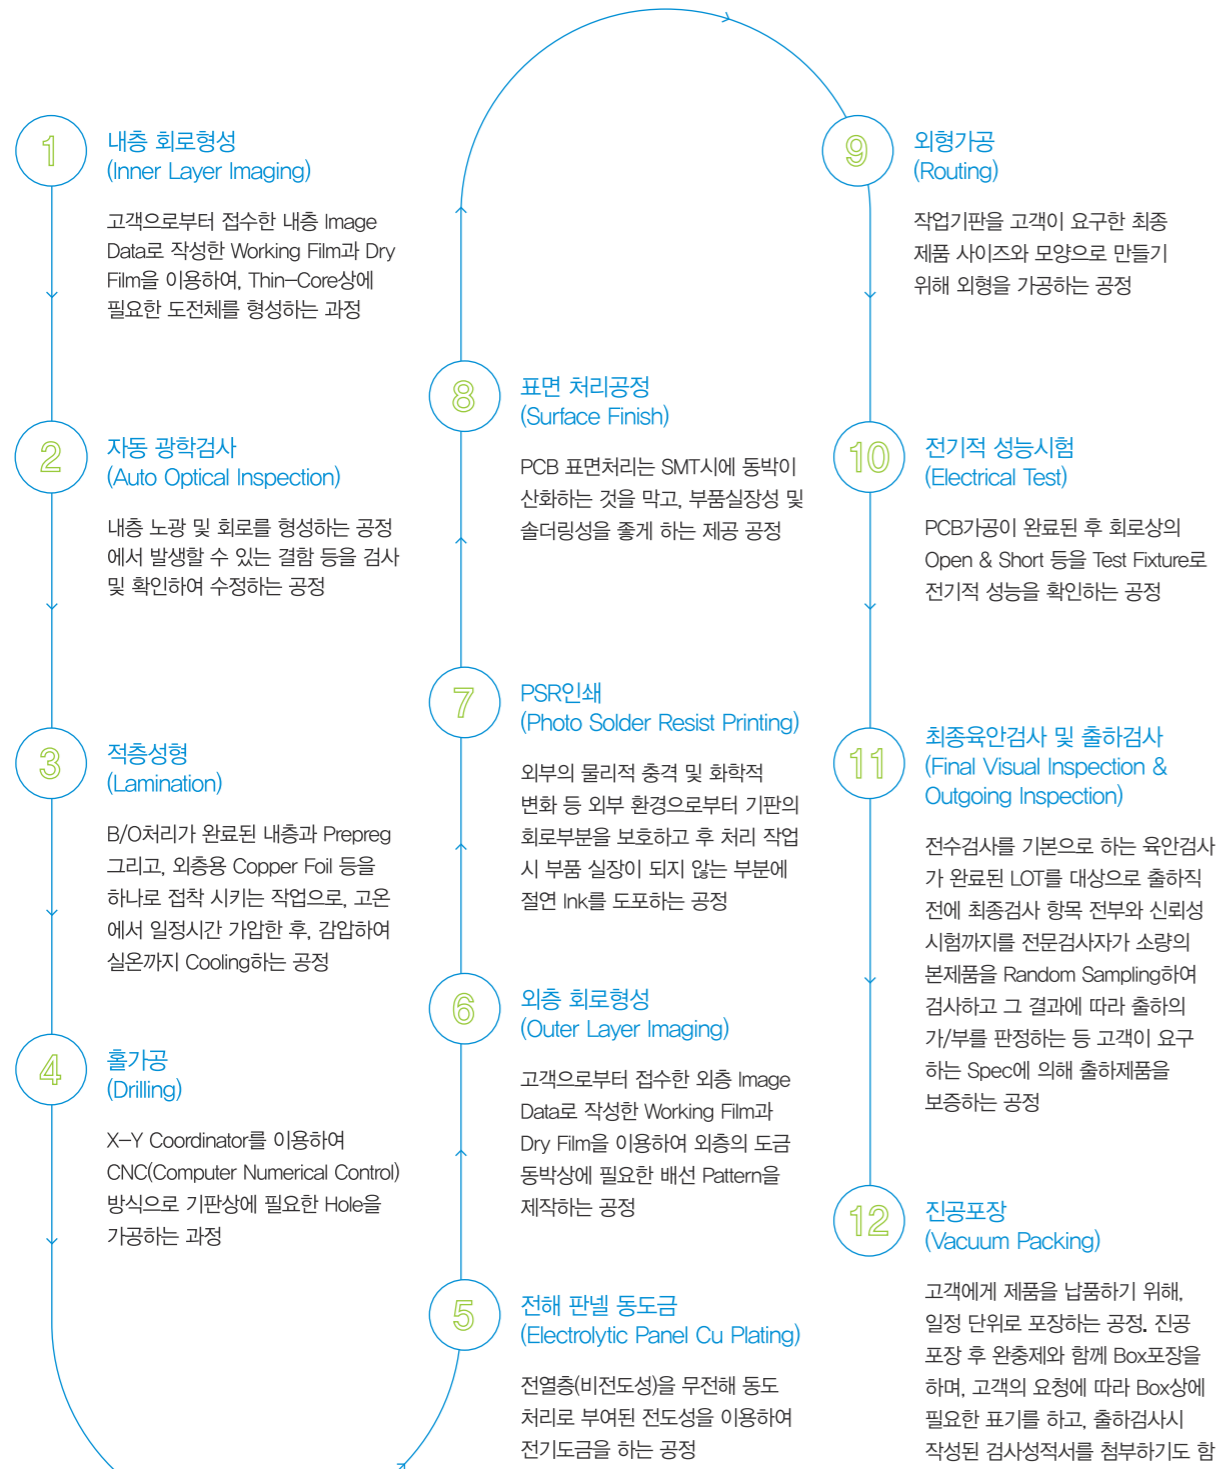 1
내층 회로형성
(Inner Layer Imaging)
고객으로부터 접수한 내층 Image
Data로 작성한 Working Film과 Dry
Film을 이용하여, Thin-Core상에
필요한 도전체를 형성하는 과정
2
자동 광학검사
(Auto Optical Inspection)
내층 노광 및 회로를 형성하는 공정
에서 발생할 수 있는 결함 등을 검사
및 확인하여 수정하는 공정
3
적층성형
(Lamination)
B/O처리가 완료된 내층과 Prepreg
그리고, 외층용 Copper Foil 등을
하나로 접착 시키는 작업으로, 고온
에서 일정시간 가압한 후, 감압하여
실온까지 Cooling하는 공정
4
홀가공
(Drilling)
X-Y Coordinator를 이용하여
CNC(Computer Numerical Control)
방식으로 기판상에 필요한 Hole을
가공하는 과정
5
전해 판넬 동도금
(Electrolytic Panel Cu Plating)
전열층(비전도성)을 무전해 동도
처리로 부여된 전도성을 이용하여
전기도금을 하는 공정
6
외층 회로형성
(Outer Layer Imaging)
고객으로부터 접수한 외층 Image
Data로 작성한 Working Film과
Dry Film을 이용하여 외층의 도금
동박상에 필요한 배선 Pattern을
제작하는 공정
7
PSR인쇄
(Photo Solder Resist Printing)
외부의 물리적 충격 및 화학적
변화 등 외부 환경으로부터 기판의
회로부분을 보호하고 후 처리 작업
시 부품 실장이 되지 않는 부분에
절연 Ink를 도포하는 공정
8
표면 처리공정
(Surface Finish)
PCB 표면처리는 SMT시에 동박이
산화하는 것을 막고, 부품실장성 및
솔더링성을 좋게 하는 제공 공정
9
외형가공
(Routing)
작업기판을 고객이 요구한 최종
제품 사이즈와 모양으로 만들기
위해 외형을 가공하는 공정
10
전기적 성능시험
(Electrical Test)
PCB가공이 완료된 후 회로상의
Open & Short 등을 Test Fixture로
전기적 성능을 확인하는 공정
11
최종육안검사 및 출하검사
(Final Visual Inspection &
Outgoing Inspection)
전수검사를 기본으로 하는 육안검사
가 완료된 LOT를 대상으로 출하직
전에 최종검사 항목 전부와 신뢰성
시험까지를 전문검사자가 소량의
본제품을 Random Sampling하여
검사하고 그 결과에 따라 출하의
가/부를 판정하는 등 고객이 요구
하는 Spec에 의해 출하제품을
보증하는 공정
12
진공포장
(Vacuum Packing)
고객에게 제품을 납품하기 위해,
일정 단위로 포장하는 공정. 진공
포장 후 완충제와 함께 Box포장을
하며, 고객의 요청에 따라 Box상에
필요한 표기를 하고, 출하검사시
작성된 검사성적서를 첨부하기도 함